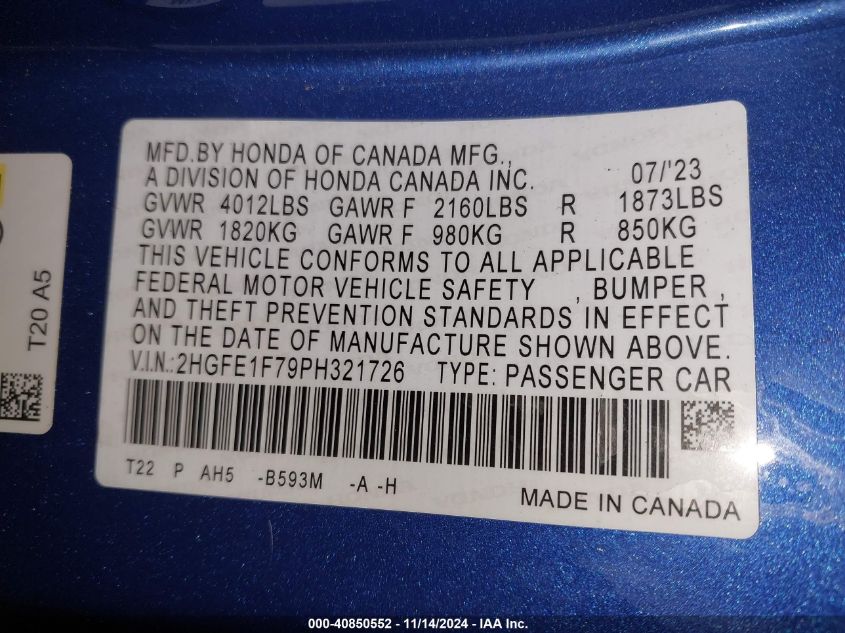 MFD.BY HONDA OF CANADA MFG.,
A DIVISION OF HONDA CANADA INC. 07/'23
GVWR 4012LBS GAWR F 2160LBS R 1873LBS
GVWR 1820KG GAWR F 980KG R 850KG
THIS VEHICLE CONFORMS TO ALL APPLICABLE
FEDERAL MOTOR VEHICLE SAFETY , BUMPER ,
AND THEFT PREVENTION STANDARDS IN EFFECT
ON THE DATE OF MANUFACTURE SHOWN ABOVE.
V.I.N.:2HGFE1F79PH321726 TYPE: PASSENGER CAR
T22 P AH5 -B593M -A -H
MADE IN CANADA
T20 A5
000-40850552 - 11/14/2024 - IAA Inc.